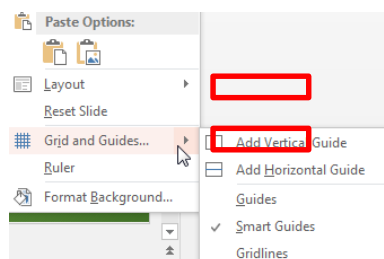 Paste Options:
Layout
Reset Slide
Grid and Guides...
Ruler
Format Background...
Add Vertical Guide
Add Horizontal Guide
Guides
Smart Guides
Gridlines